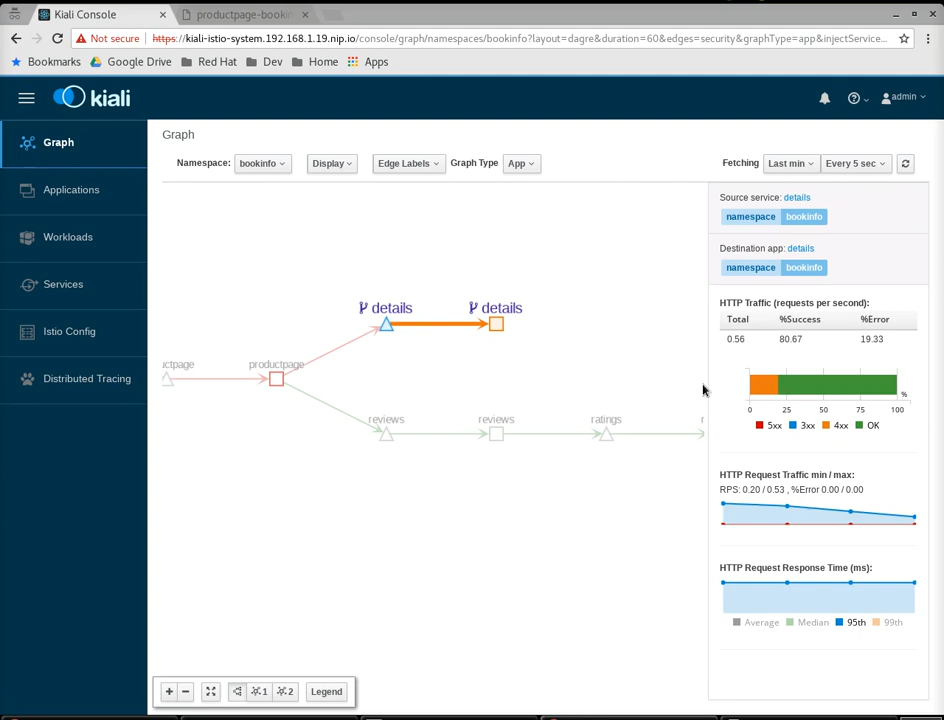 Kiali Console
productpage-bookin
Not secure
https://kiali-istio-system.192.168.1.19.nip.io/console/graph/namespaces/bookinfo?layout=dagre&duration=60&edges=security&graphType=app&injectService...
Bookmarks Google Drive Red Hat Dev Home Apps
kiali
admin
Graph
Applications
Workloads
Services
Istio Config
Distributed Tracing
Graph
Namespace: bookinfo Display Edge Labels Graph Type App Fetching Last min Every 5 sec
details details
uctpage productpage
reviews reviews ratings r
Source service: details
namespace bookinfo
Destination app: details
namespace bookinfo
HTTP Traffic (requests per second):
Total %Success %Error
0.56 80.67 19.33
%
0 25 50 75 100
5xx 3xx 4xx OK
HTTP Request Traffic min / max:
RPS: 0.20 / 0.53 , %Error 0.00 / 0.00
HTTP Request Response Time (ms):
Average Median 95th 99th
1 2 Legend